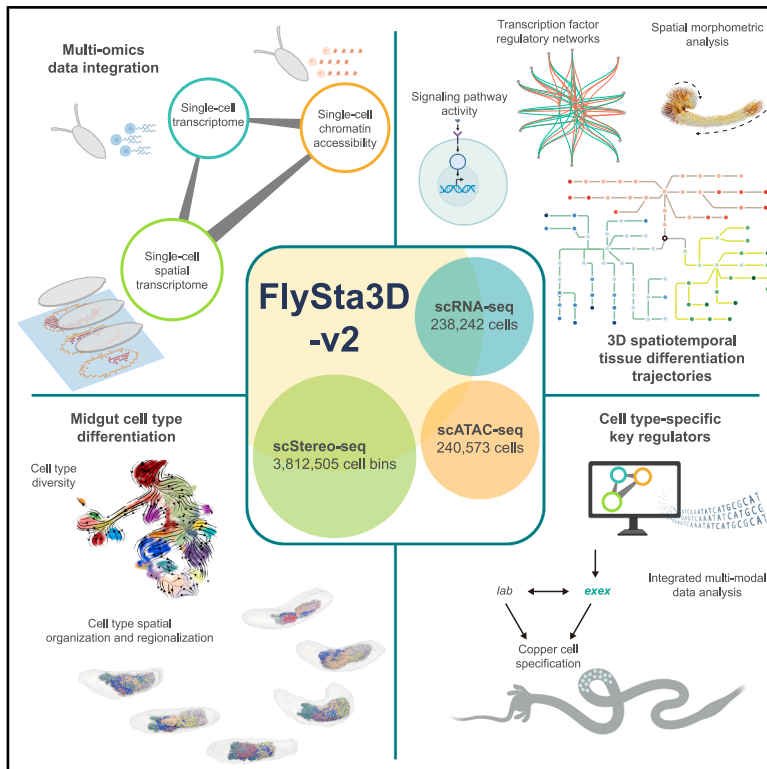 Multi-omics
data integration
Single-cell
transcriptome
Single-cell
chromatin
accessibility
Single-cell
spatial
transcriptome
Transcription factor
regulatory networks
Spatial morphometric
analysis
Signaling pathway
activity
3D spatiotemporal
tissue differentiation
trajectories
FlySta3D
-v2
scRNA-seq
238,242 cells
scStereo-seq
3,812,505 cell bins
scATAC-seq
240,573 cells
Midgut cell type
differentiation
Cell type
diversity
Cell type spatial
organization and regionalization
Cell type-specific
key regulators
Integrated multi-modal
data analysis
lab
exex
Copper cell
specification